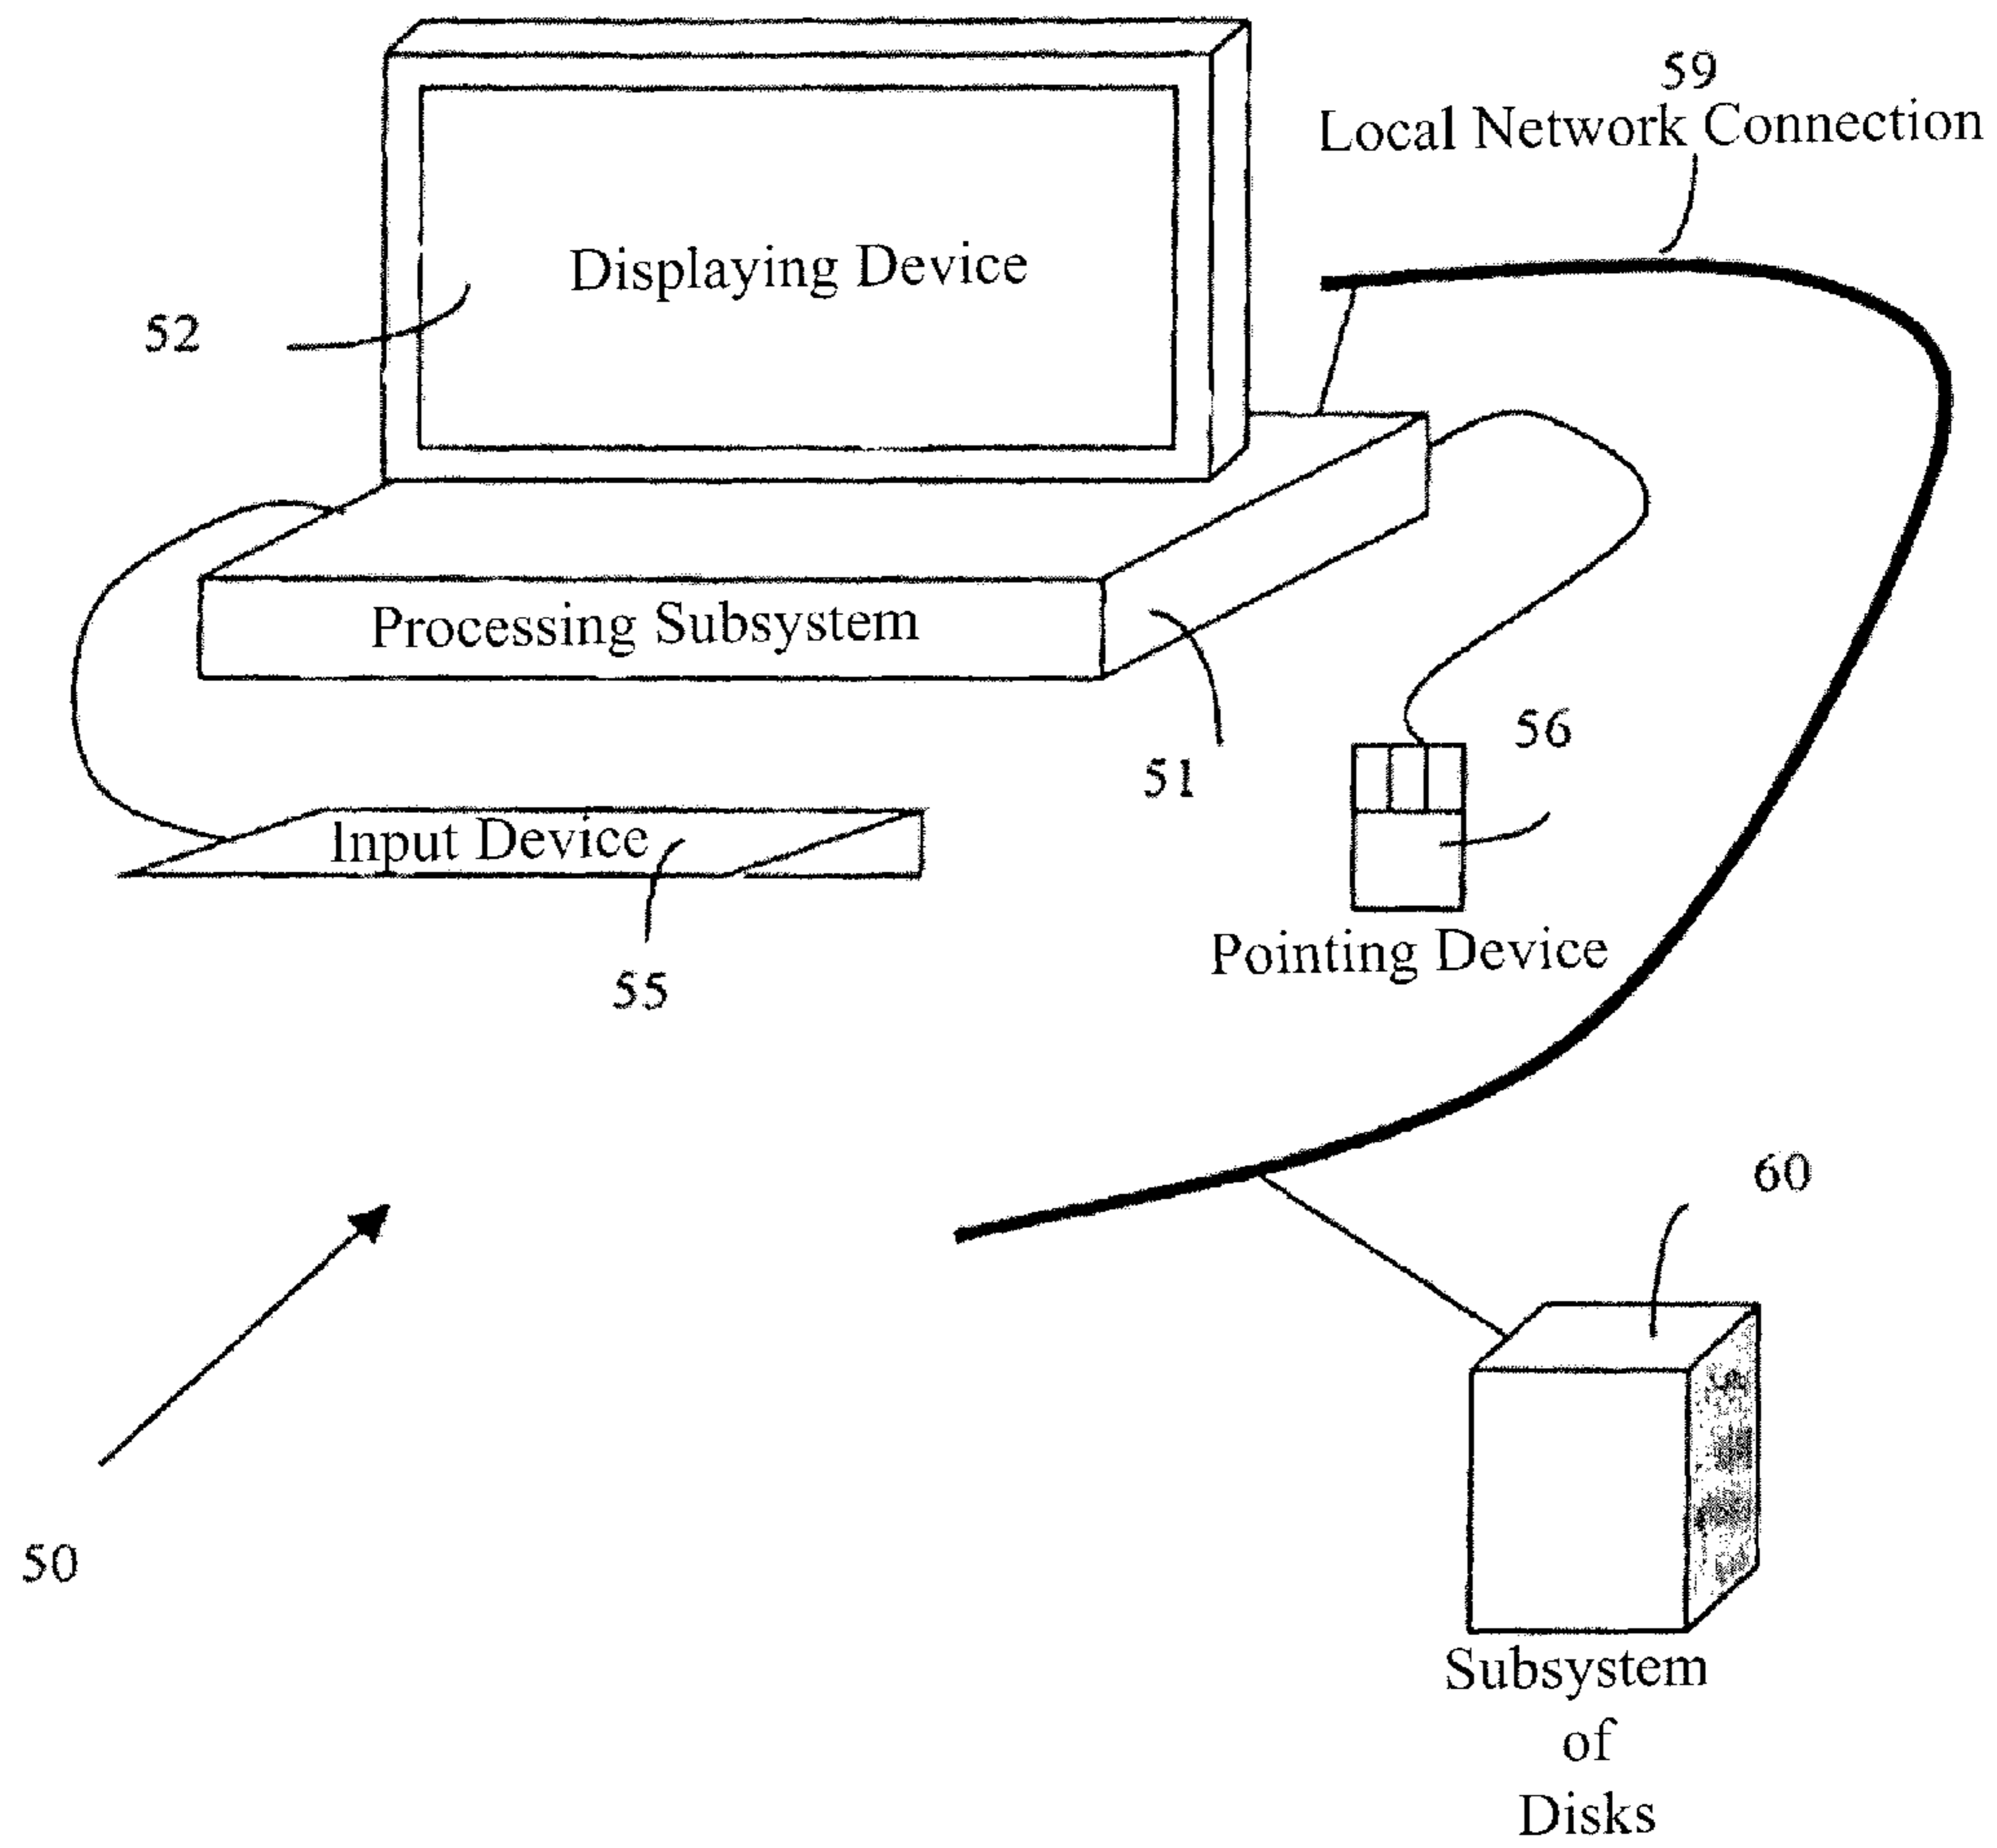 59
Local Network Connection
Displaying Device
52
Processing Subsystem
56
51
Input Device
Pointing Device
55
60
50
Subsystem
of
Disks